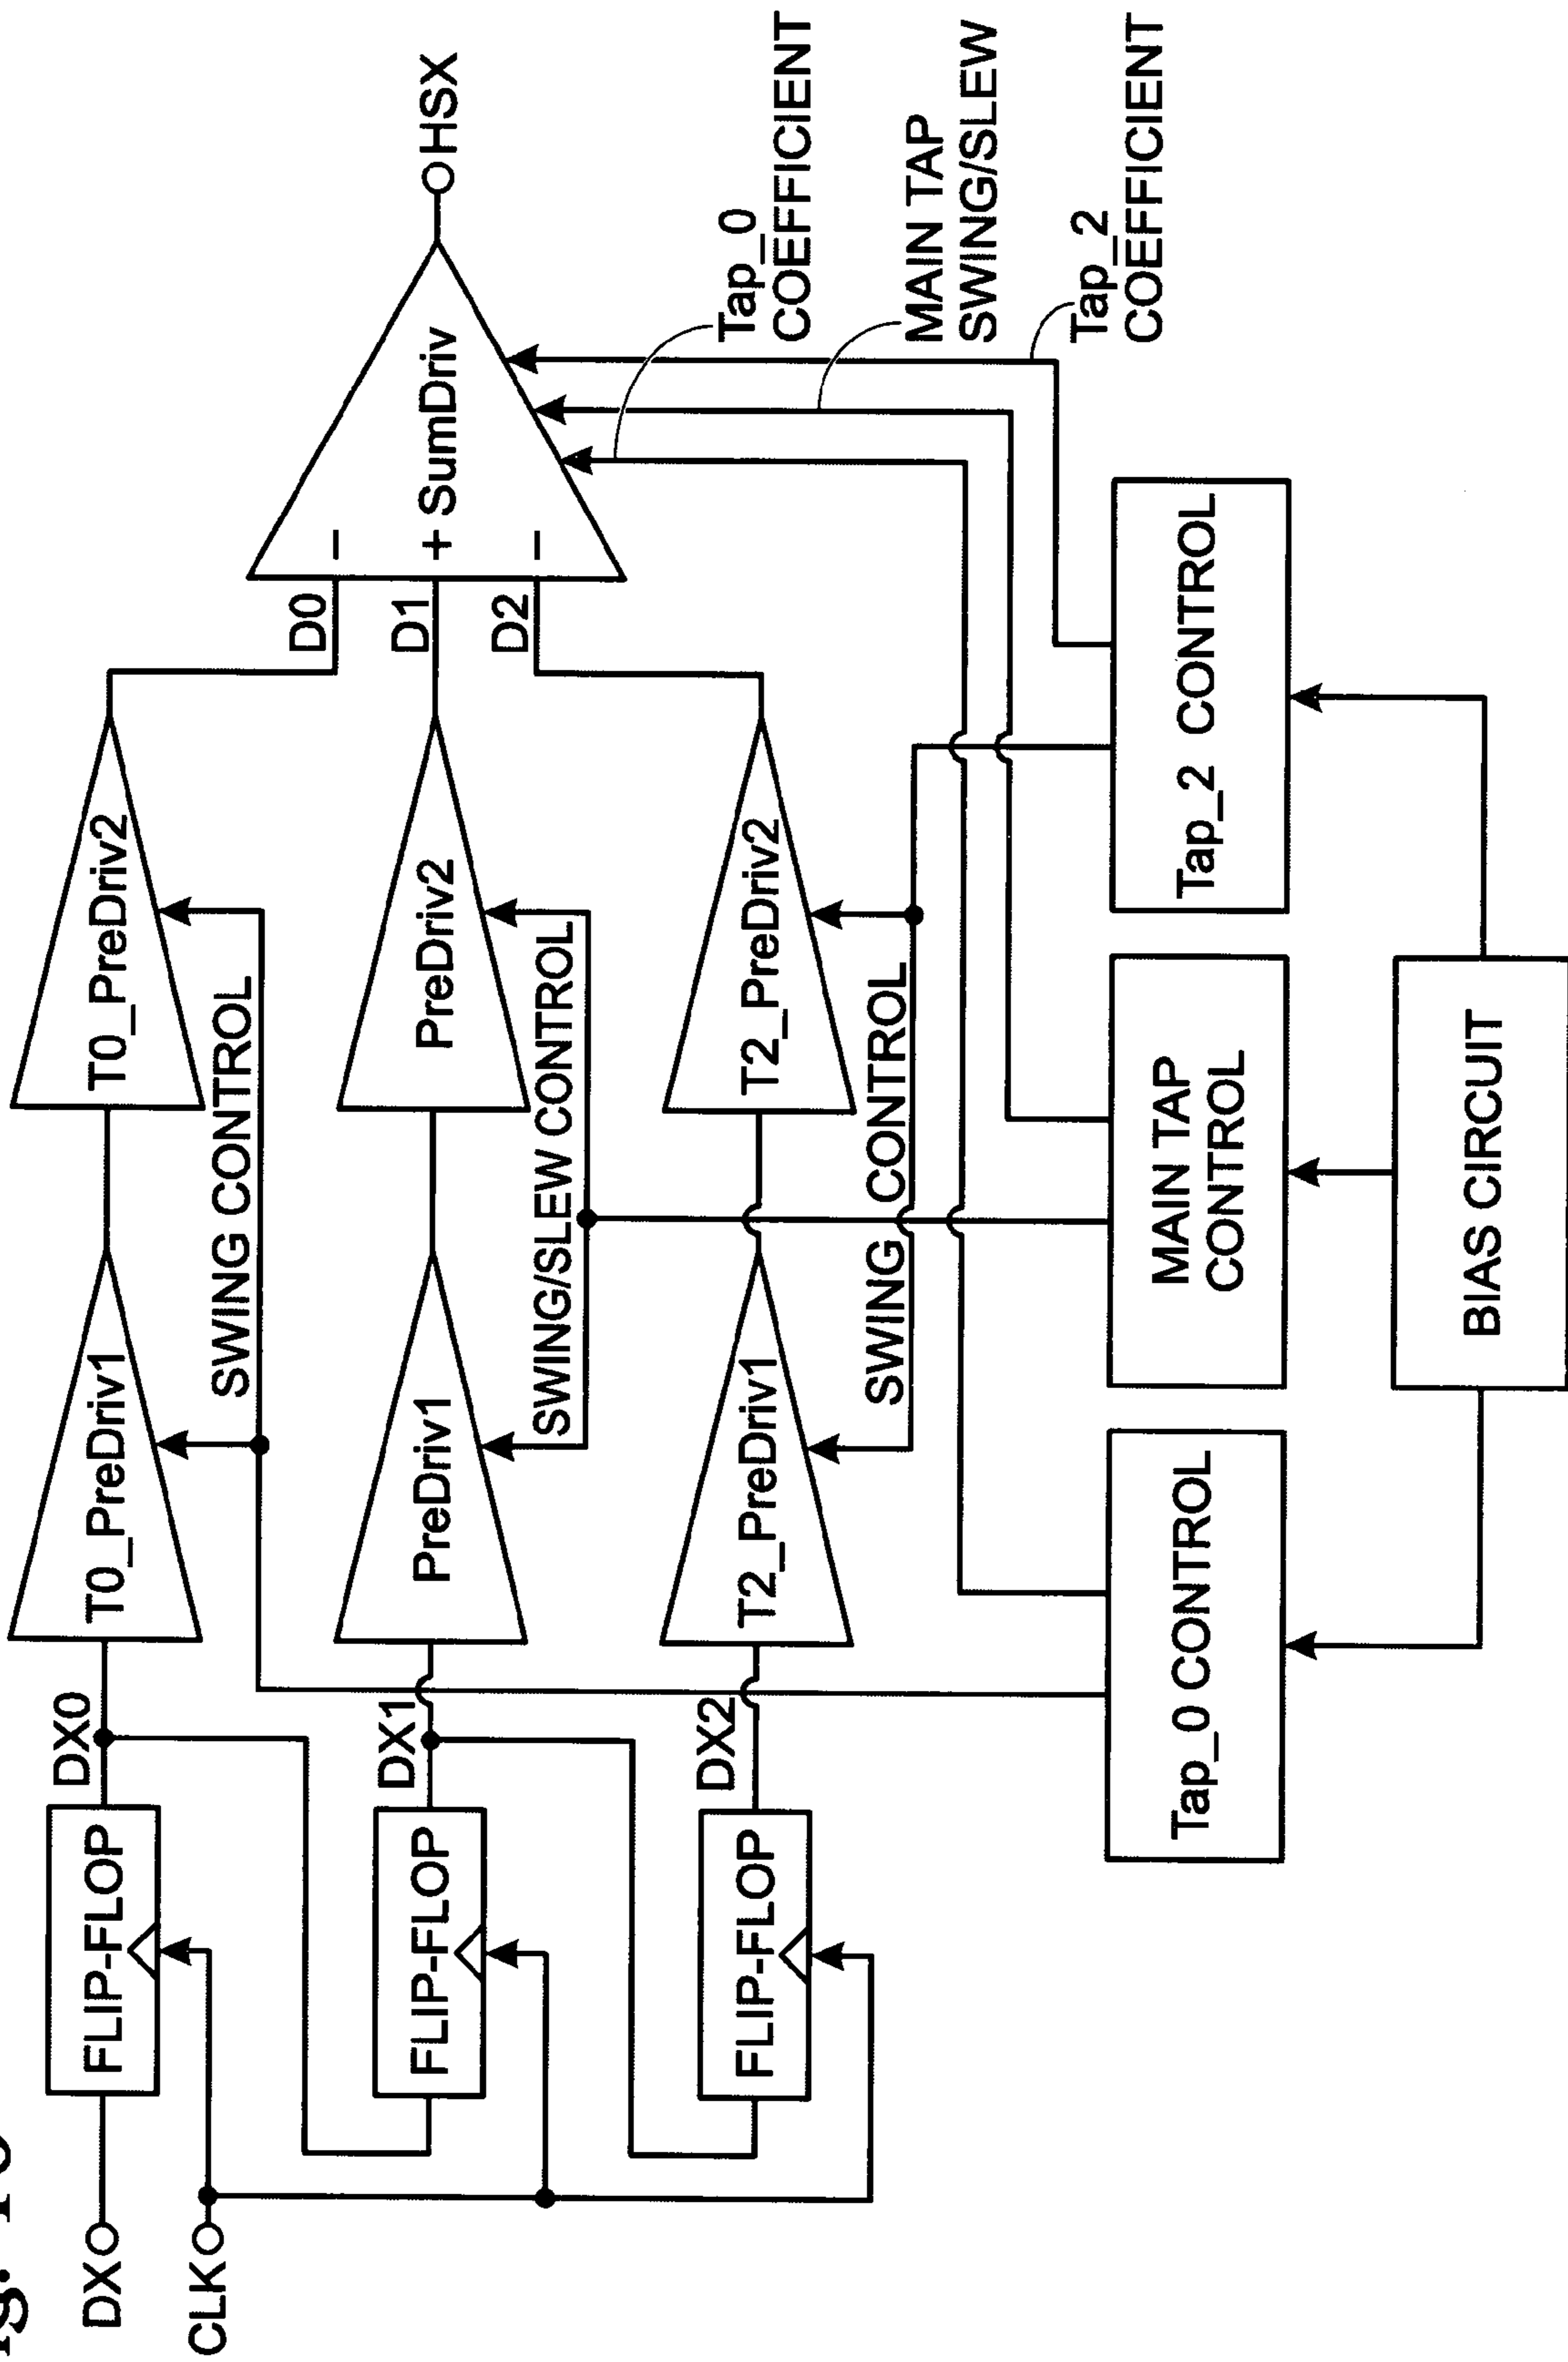 DX
CLK
FLIP-FLOP
DX0
T0_PreDriv1
SWING CONTROL
T0_PreDriv2
D0
FLIP-FLOP
DX1
PreDriv1
SWING/SLEW CONTROL
PreDriv2
D1
FLIP-FLOP
DX2
T2_PreDriv1
SWING CONTROL
T2_PreDriv2
D2
−
+ SumDriv
−
HSX
Tap_0
COEFFICIENT
MAIN TAP
SWING/SLEW
Tap_2
COEFFICIENT
Tap_0 CONTROL
MAIN TAP
CONTROL
Tap_2 CONTROL
BIAS CIRCUIT